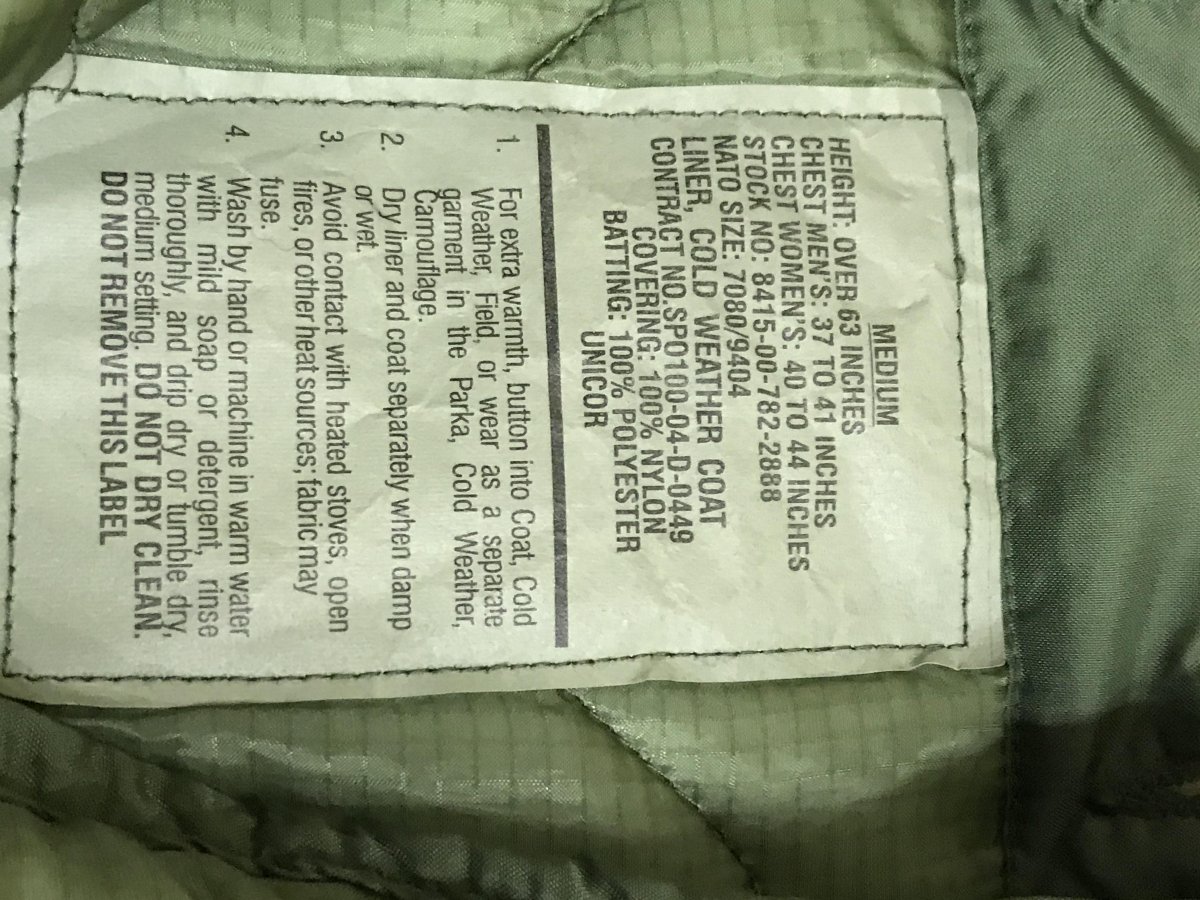 MEDIUM
HEIGHT: OVER 63 INCHES
CHEST MEN'S: 37 TO 41 INCHES
CHEST WOMEN'S: 40 TO 44 INCHES
STOCK NO: 8415-00-782-2888
NATO SIZE: 7080/9404
LINER, COLD WEATHER COAT
CONTRACT NO.SPO100-04-D-0449
COVERING: 100% NYLON
BATTING: 100% POLYESTER
UNICOR
1. For extra warmth, button into Coat, Cold
Weather, Field, or wear as a separate
garment in the Parka, Cold Weather,
Camouflage.
2. Dry liner and coat separately when damp
or wet.
3. Avoid contact with heated stoves, open
fires, or other heat sources; fabric may
fuse.
4. Wash by hand or machine in warm water
with mild soap or detergent, rinse
thoroughly, and drip dry or tumble dry,
medium setting. DO NOT DRY CLEAN.
DO NOT REMOVE THIS LABEL